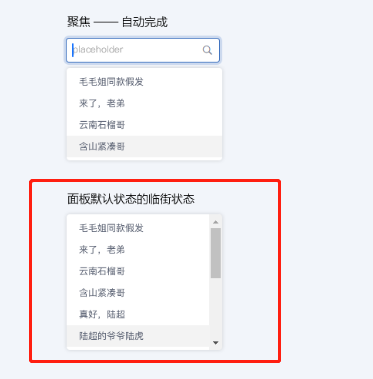 聚焦 —— 自动完成
placeholder
毛毛姐同款假发
来了，老弟
云南石榴哥
含山紧凑哥
面板默认状态的临街状态
毛毛姐同款假发
来了，老弟
云南石榴哥
含山紧凑哥
真好，陆超
陆超的爷爷陆虎